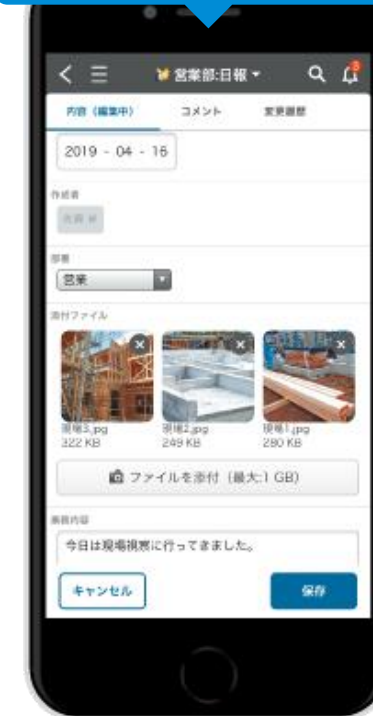 営業部:日報
内容（編集中）　コメント　変更履歴
2019 - 04 - 16
作成者
部署
営業
添付ファイル
現場3.jpg　現場2.jpg　現場1.jpg
322 KB　249 KB　280 KB
ファイルを添付（最大:1 GB）
今日は現場視察に行ってきました。
キャンセル　保存